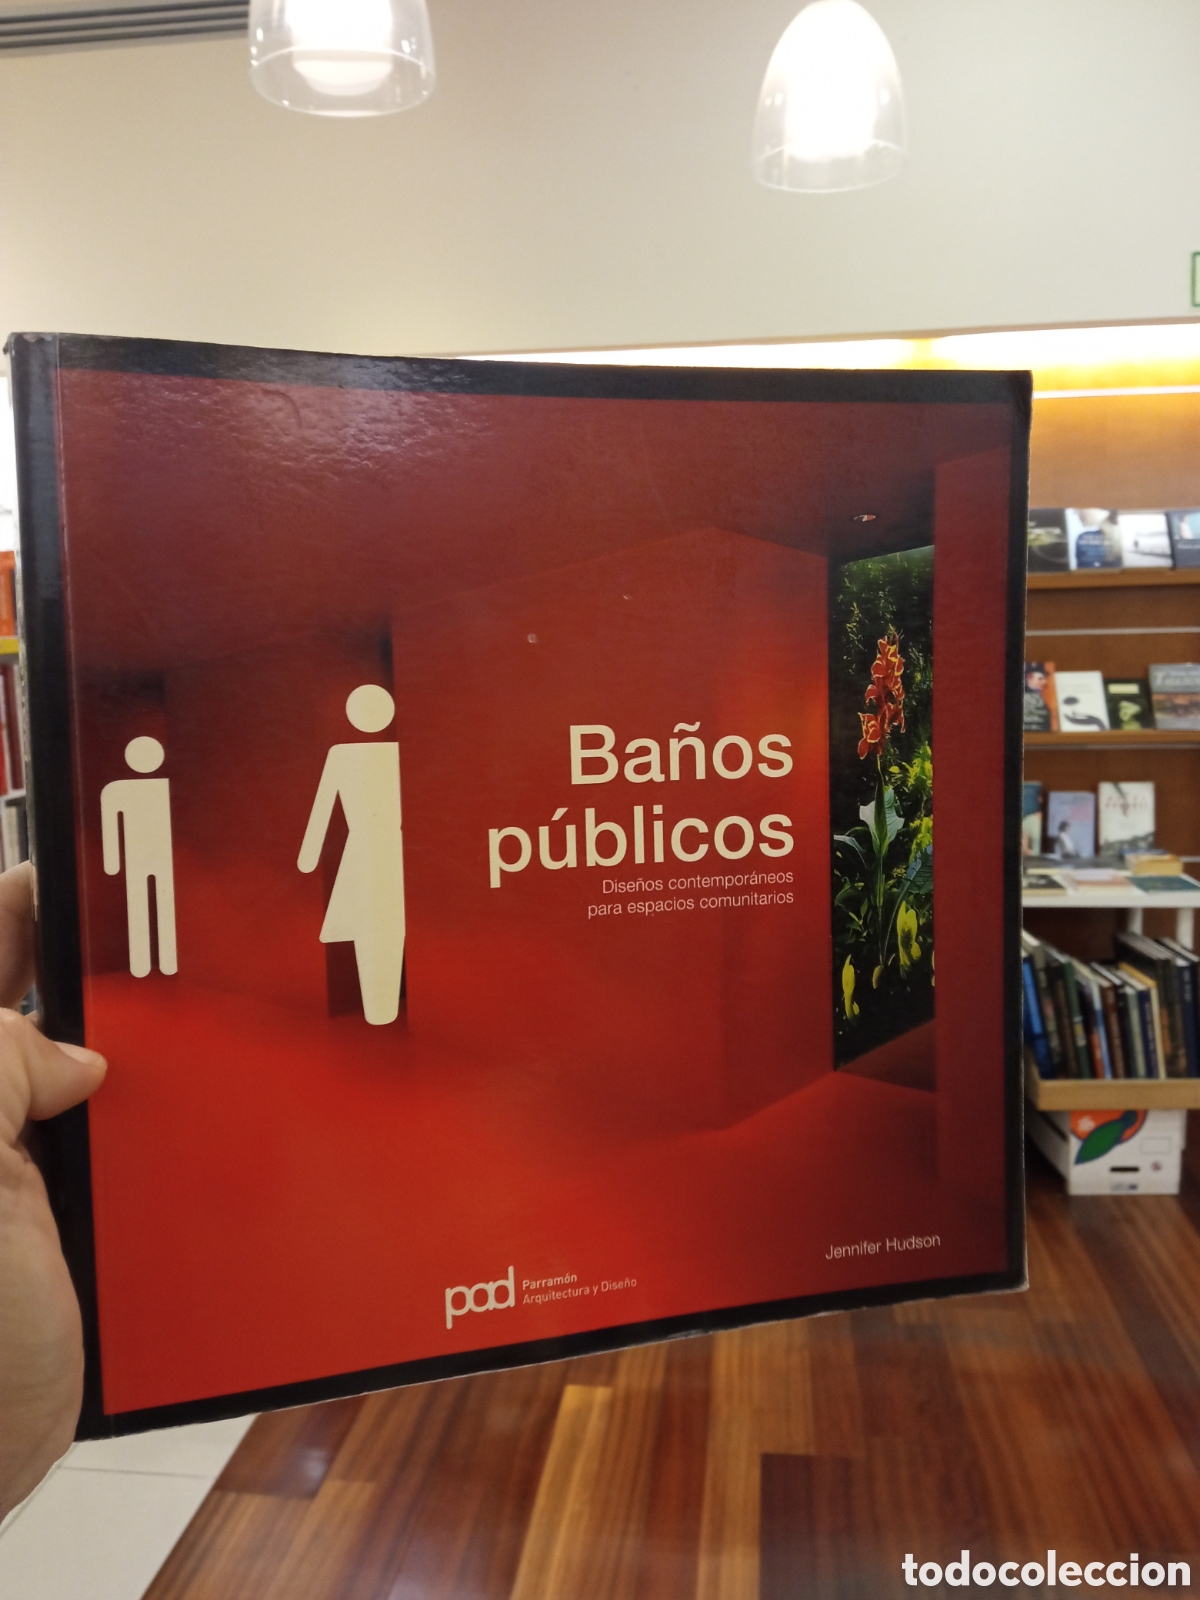 Baños
públicos
Diseños contemporáneos
para espacios comunitarios
Jennifer Hudson
pad Parramón
Arquitectura y Diseño
todocoleccion